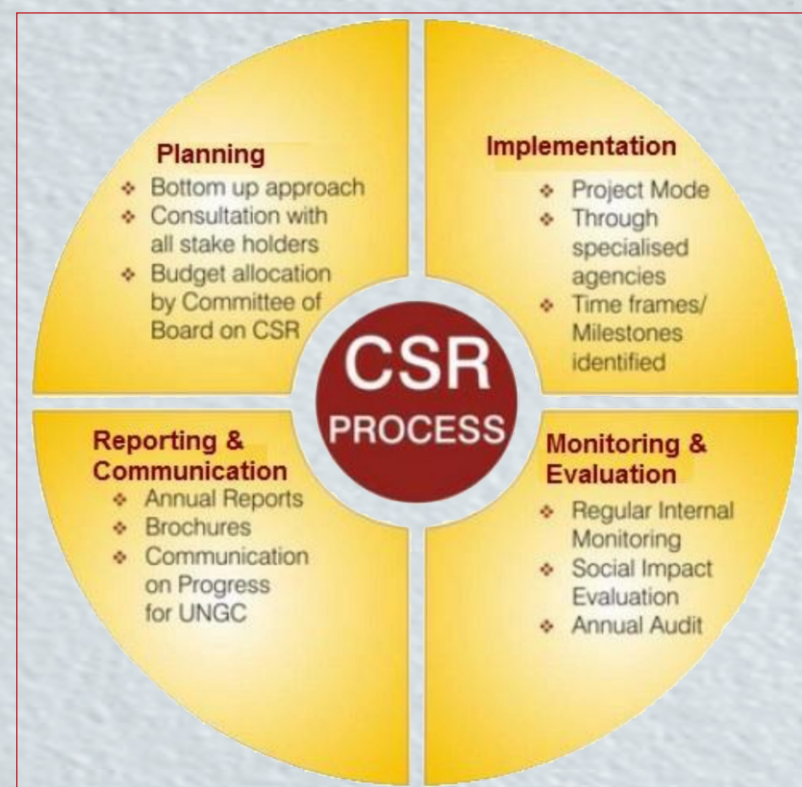 Planning
❖ Bottom up approach
❖ Consultation with
all stake holders
❖ Budget allocation
by Committee of
Board on CSR
Implementation
❖ Project Mode
❖ Through
specialised
agencies
❖ Time frames/
Milestones
identified
CSR
PROCESS
Reporting &
Communication
❖ Annual Reports
❖ Brochures
❖ Communication
on Progress
for UNGC
Monitoring &
Evaluation
❖ Regular Internal
Monitoring
❖ Social Impact
Evaluation
❖ Annual Audit